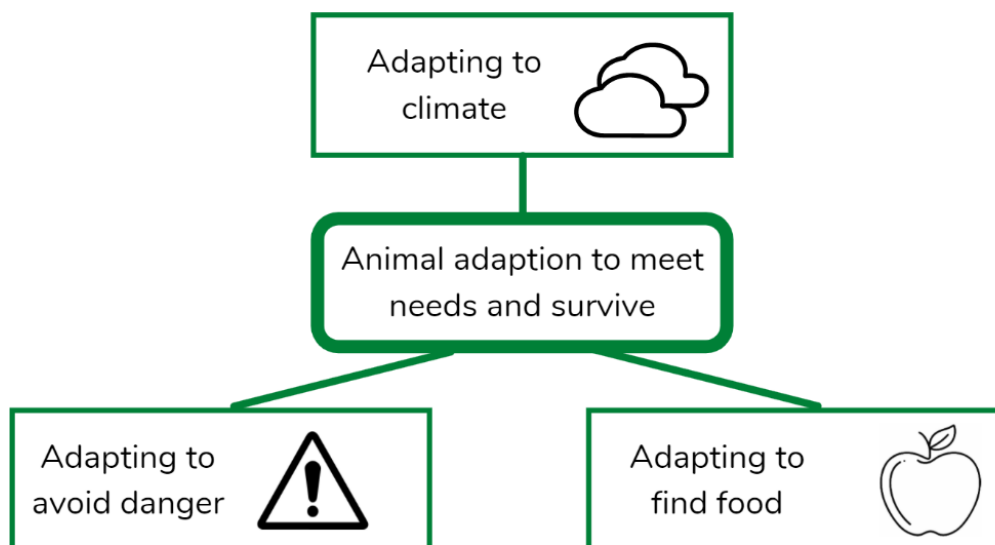 Adapting to
climate
Animal adaption to meet
needs and survive
Adapting to
avoid danger
Adapting to
find food